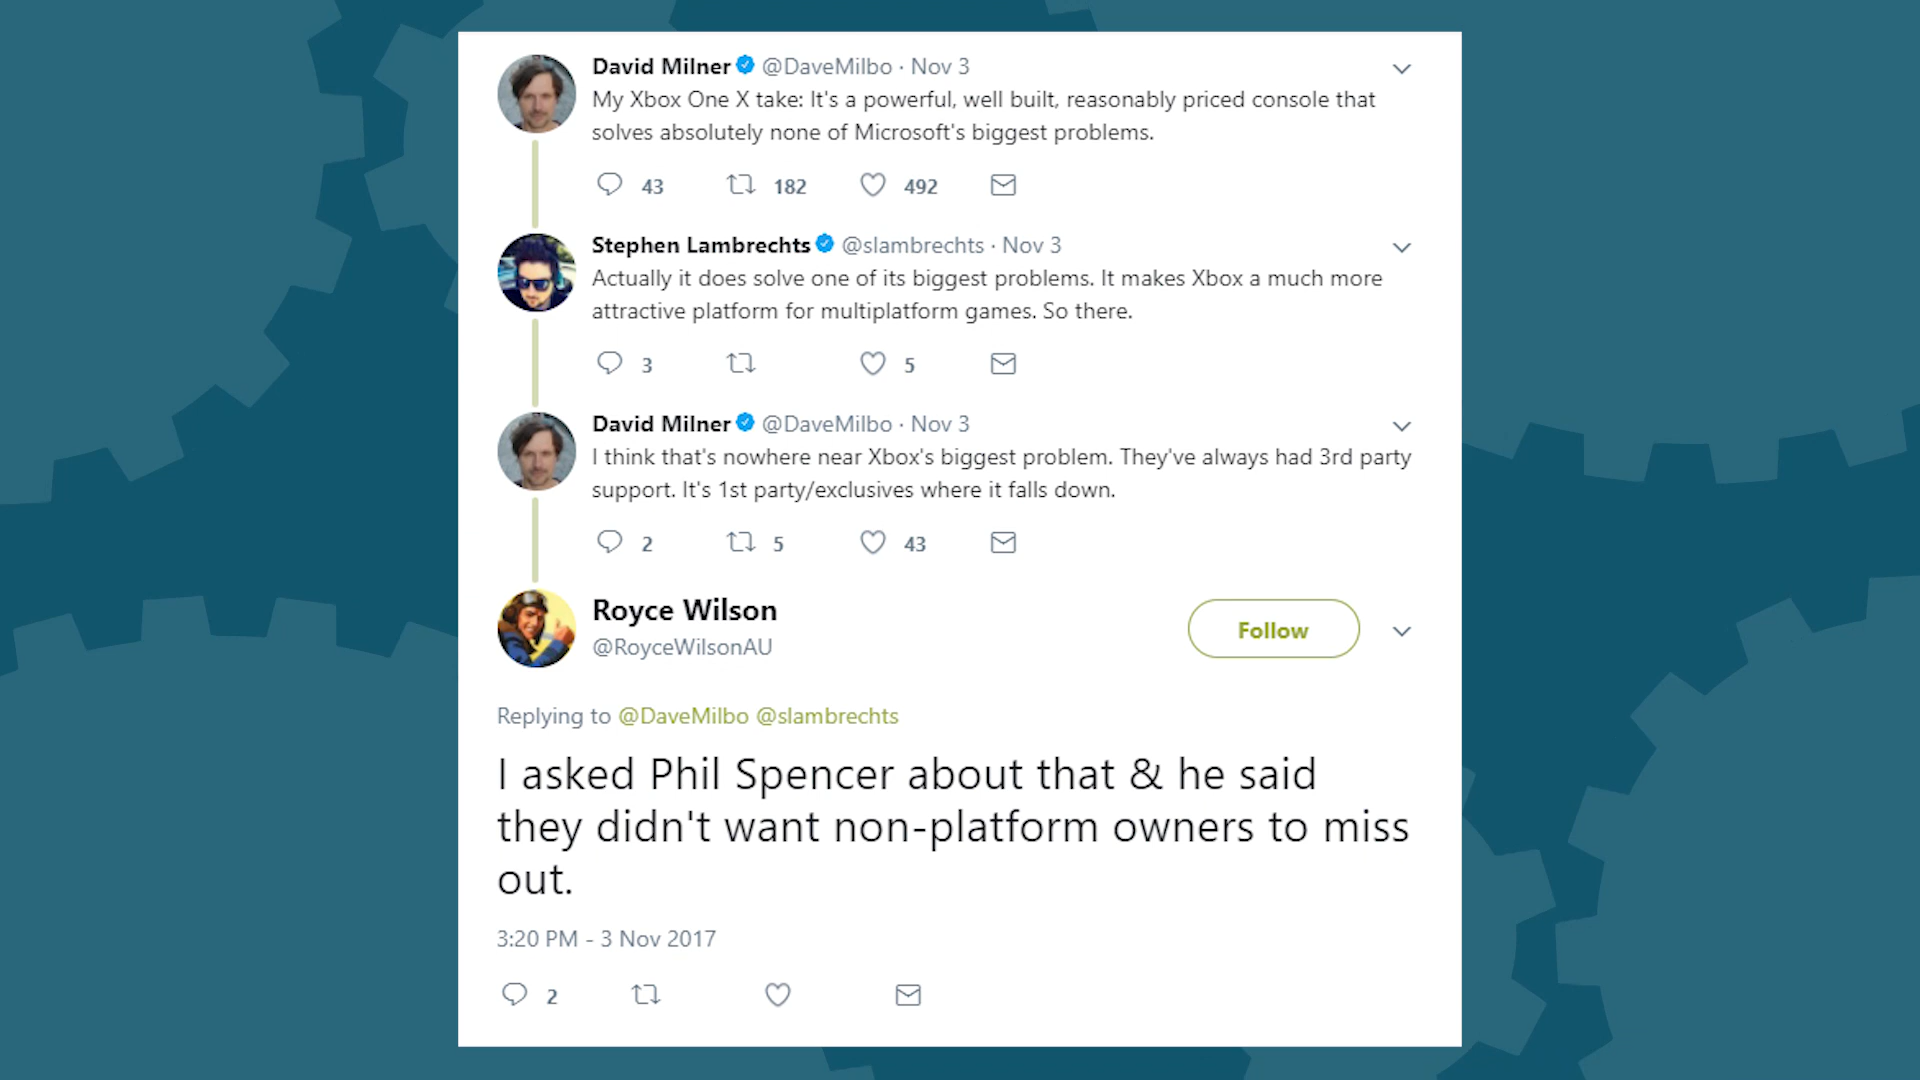 David Milner @DaveMilbo · Nov 3
My Xbox One X take: It's a powerful, well built, reasonably priced console that
solves absolutely none of Microsoft's biggest problems.
43 182 492
Stephen Lambrechts @slambrechts · Nov 3
Actually it does solve one of its biggest problems. It makes Xbox a much more
attractive platform for multiplatform games. So there.
3 5
David Milner @DaveMilbo · Nov 3
I think that's nowhere near Xbox's biggest problem. They've always had 3rd party
support. It's 1st party/exclusives where it falls down.
2 5 43
Royce Wilson
@RoyceWilsonAU
Follow
Replying to @DaveMilbo @slambrechts
I asked Phil Spencer about that & he said
they didn't want non-platform owners to miss
out.
3:20 PM - 3 Nov 2017
2